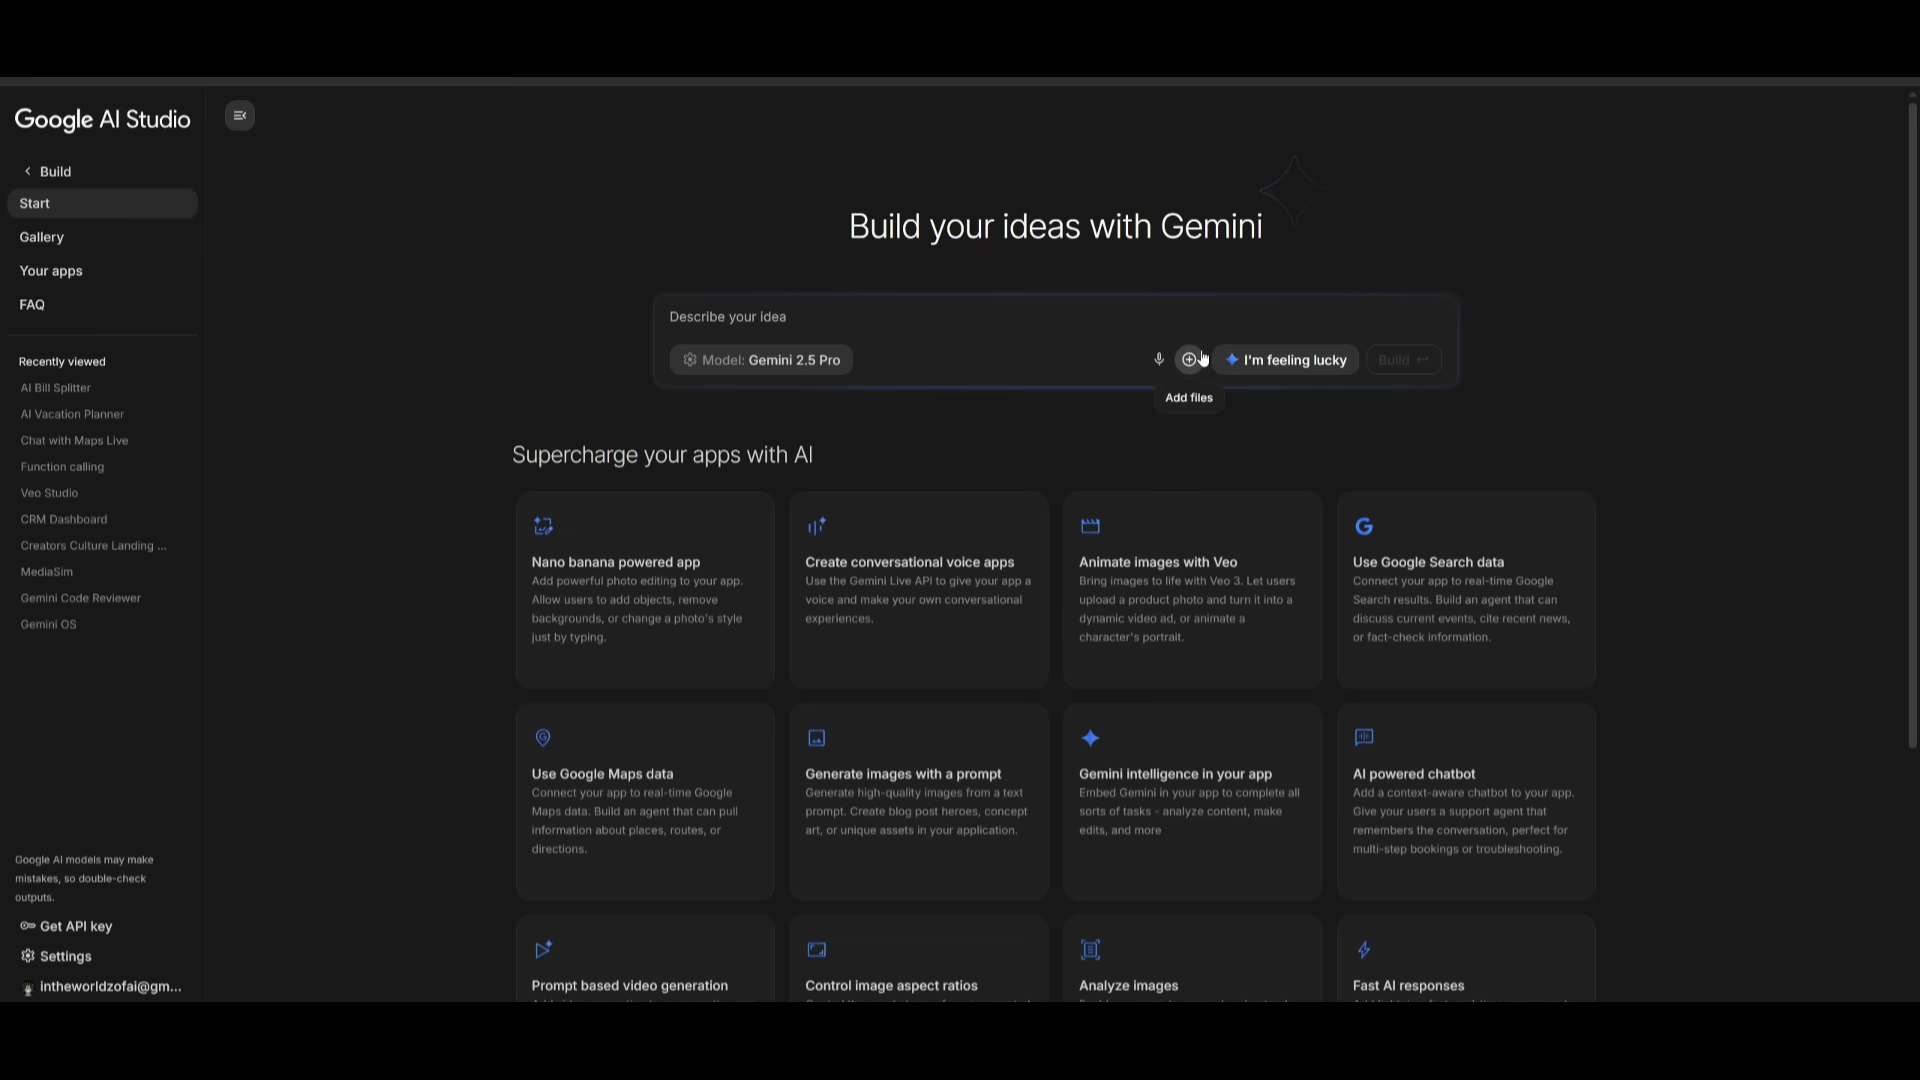 Google AI Studio
Build
Start
Gallery
Your apps
FAQ
Recently viewed
AI Bill Splitter
AI Vacation Planner
Chat with Maps Live
Function calling
Veo Studio
CRM Dashboard
Creators Culture Landing ...
MediaSim
Gemini Code Reviewer
Gemini OS
Google AI models may make
mistakes, so double-check
outputs.
Get API key
Settings
intheworldzofai@gm...
Build your ideas with Gemini
Describe your idea
Model: Gemini 2.5 Pro
I'm feeling lucky
Build
Add files
Supercharge your apps with AI
Nano banana powered app
Add powerful photo editing to your app.
Allow users to add objects, remove
backgrounds, or change a photo's style
just by typing.
Create conversational voice apps
Use the Gemini Live API to give your app a
voice and make your own conversational
experiences.
Animate images with Veo
Bring images to life with Veo 3. Let users
upload a product photo and turn it into a
dynamic video ad, or animate a
character's portrait.
Use Google Search data
Connect your app to real-time Google
Search results. Build an agent that can
discuss current events, cite recent news,
or fact-check information.
Use Google Maps data
Connect your app to real-time Google
Maps data. Build an agent that can pull
information about places, routes, or
directions.
Generate images with a prompt
Generate high-quality images from a text
prompt. Create blog post heroes, concept
art, or unique assets in your application.
Gemini intelligence in your app
Embed Gemini in your app to complete all
sorts of tasks - analyze content, make
edits, and more
AI powered chatbot
Add a context-aware chatbot to your app.
Give your users a support agent that
remembers the conversation, perfect for
multi-step bookings or troubleshooting.
Prompt based video generation
Control image aspect ratios
Analyze images
Fast AI responses